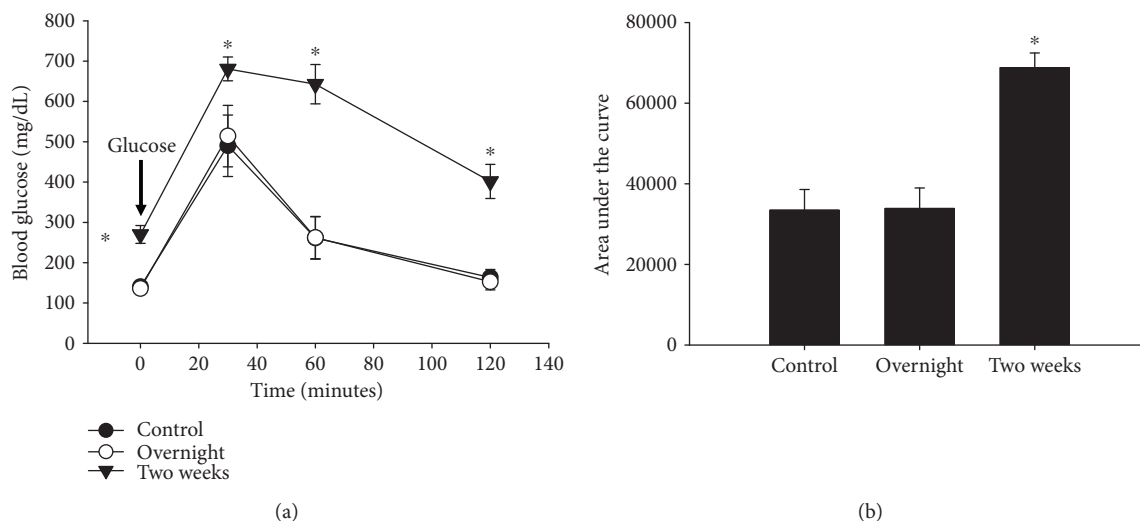 800
700
600
500
400
300
200
100
0
Blood glucose (mg/dL)
Glucose
*
*
*
*
0 20 40 60 80 100 120 140
Time (minutes)
Control
Overnight
Two weeks
(a)
80000
60000
40000
20000
0
Area under the curve
*
Control Overnight Two weeks
(b)